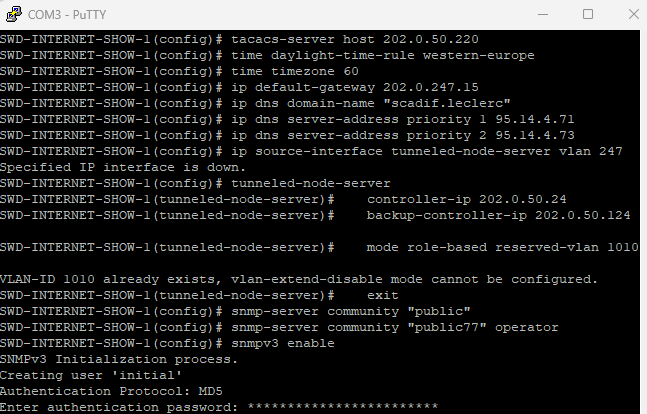 COM3 - PuTTY
SWD-INTERNET-SHOW-1(config)# tacacs-server host 202.0.50.220
SWD-INTERNET-SHOW-1(config)# time daylight-time-rule western-europe
SWD-INTERNET-SHOW-1(config)# time timezone 60
SWD-INTERNET-SHOW-1(config)# ip default-gateway 202.0.247.15
SWD-INTERNET-SHOW-1(config)# ip dns domain-name "scadif.leclerc"
SWD-INTERNET-SHOW-1(config)# ip dns server-address priority 1 95.14.4.71
SWD-INTERNET-SHOW-1(config)# ip dns server-address priority 2 95.14.4.73
SWD-INTERNET-SHOW-1(config)# ip source-interface tunneled-node-server vlan 247
Specified IP interface is down.
SWD-INTERNET-SHOW-1(config)# tunneled-node-server
SWD-INTERNET-SHOW-1(tunneled-node-server)#    controller-ip 202.0.50.24
SWD-INTERNET-SHOW-1(tunneled-node-server)#    backup-controller-ip 202.0.50.124
SWD-INTERNET-SHOW-1(tunneled-node-server)#    mode role-based reserved-vlan 1010
VLAN-ID 1010 already exists, vlan-extend-disable mode cannot be configured.
SWD-INTERNET-SHOW-1(tunneled-node-server)#    exit
SWD-INTERNET-SHOW-1(config)# snmp-server community "public"
SWD-INTERNET-SHOW-1(config)# snmp-server community "public77" operator
SWD-INTERNET-SHOW-1(config)# snmpv3 enable
SNMPv3 Initialization process.
Creating user 'initial'
Authentication Protocol: MD5
Enter authentication password: ************************